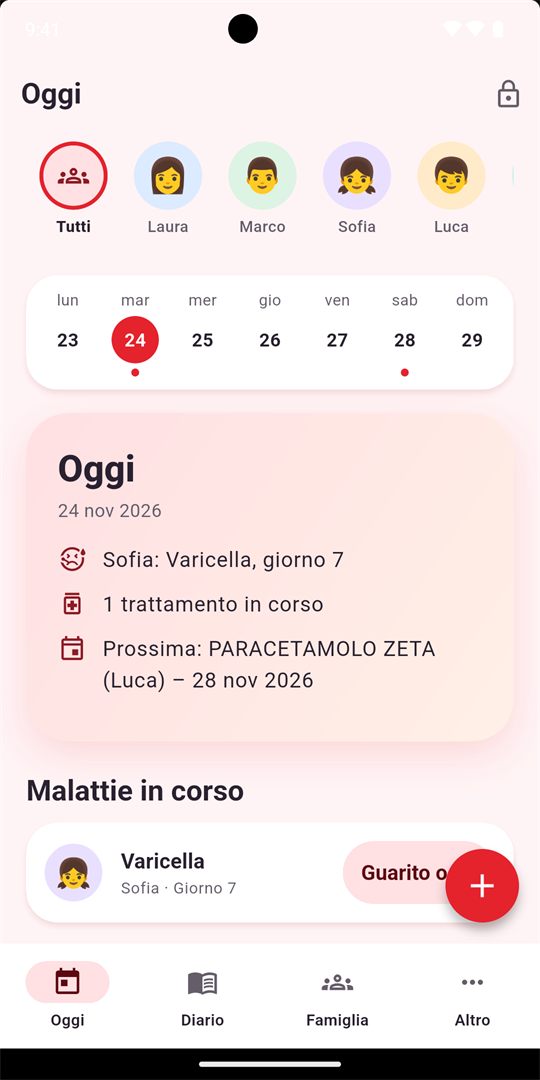 9:41
Oggi
Tutti
Laura
Marco
Sofia
Luca
lun mar mer gio ven sab dom
23 24 25 26 27 28 29
Oggi
24 nov 2026
Sofia: Varicella, giorno 7
1 trattamento in corso
Prossima: PARACETAMOLO ZETA
(Luca) – 28 nov 2026
Malattie in corso
Varicella
Sofia · Giorno 7
Guarito o
Oggi
Diario
Famiglia
Altro